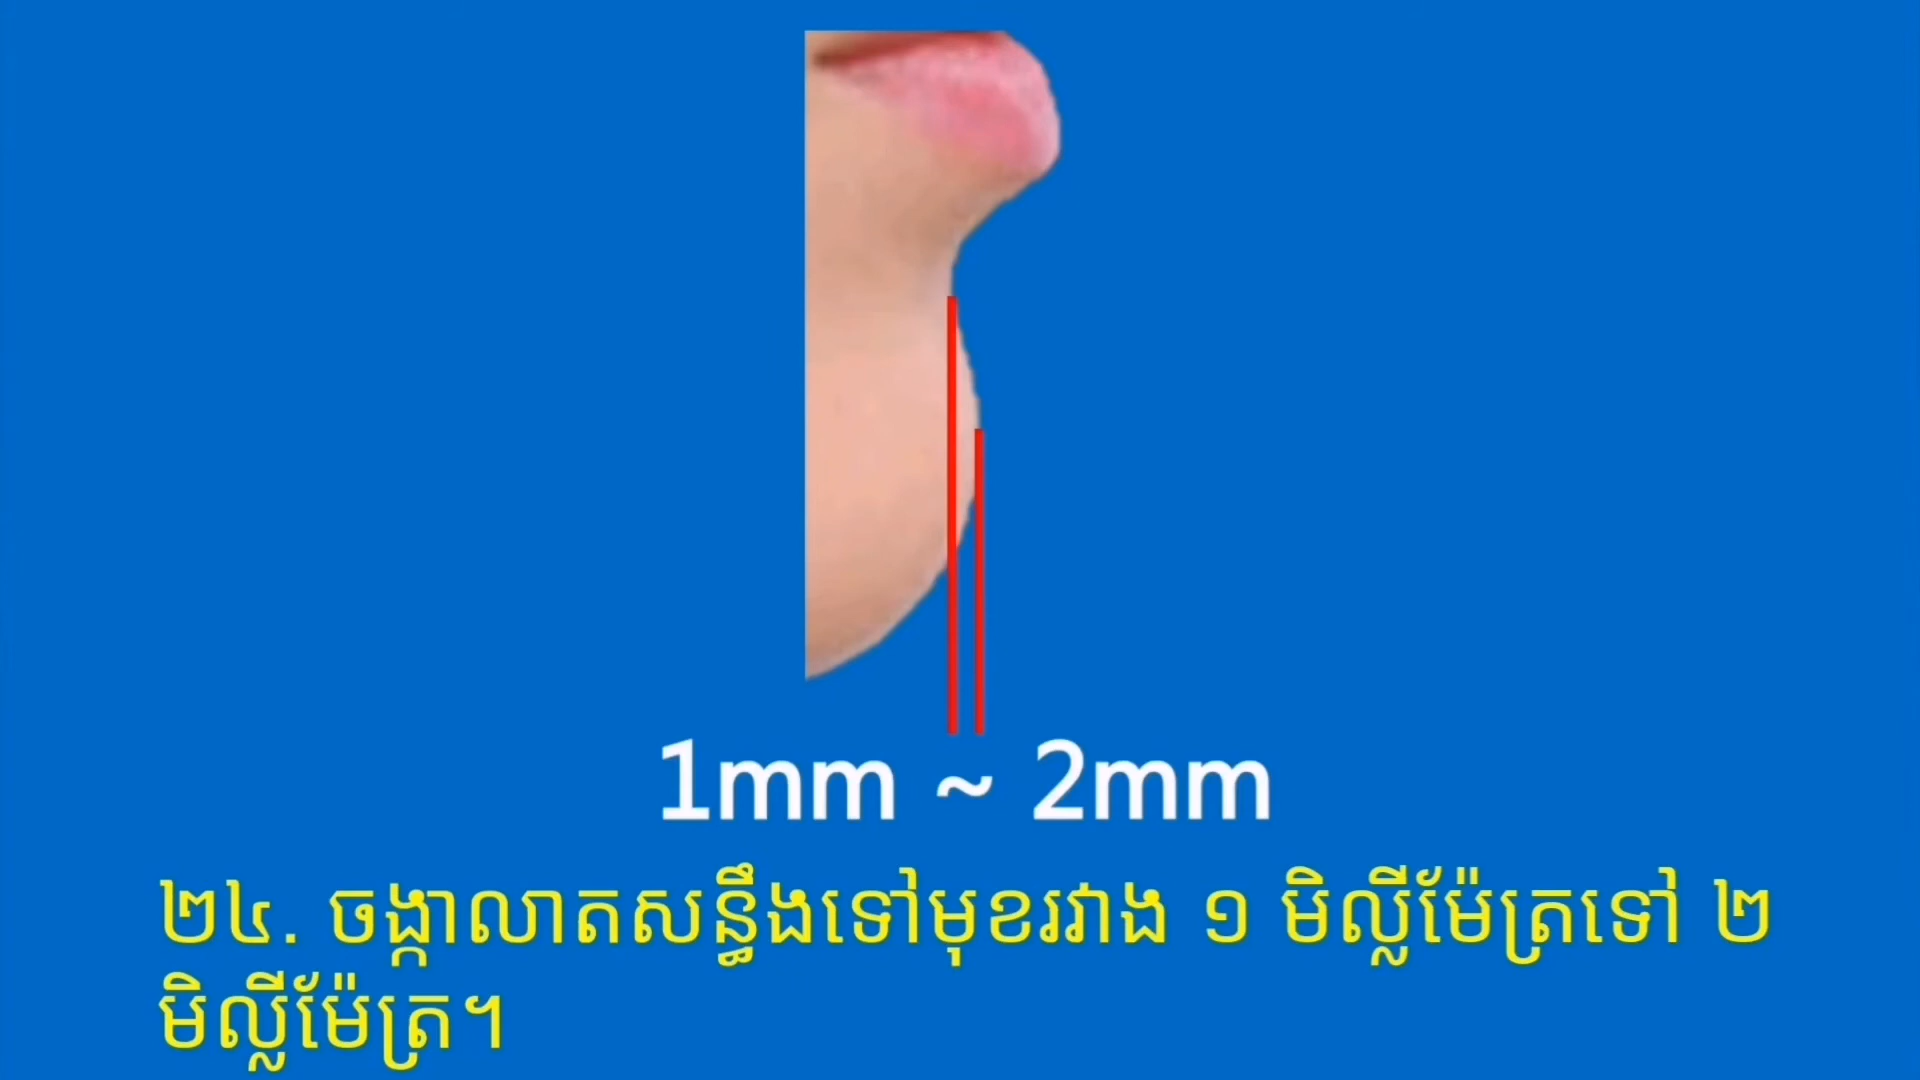 1mm ~ 2mm
២៤. ចង្កាលាតសន្ធឹងទៅមុខរវាង ១ មិល្លីម៉ែត្រទៅ ២
មិល្លីម៉ែត្រ។